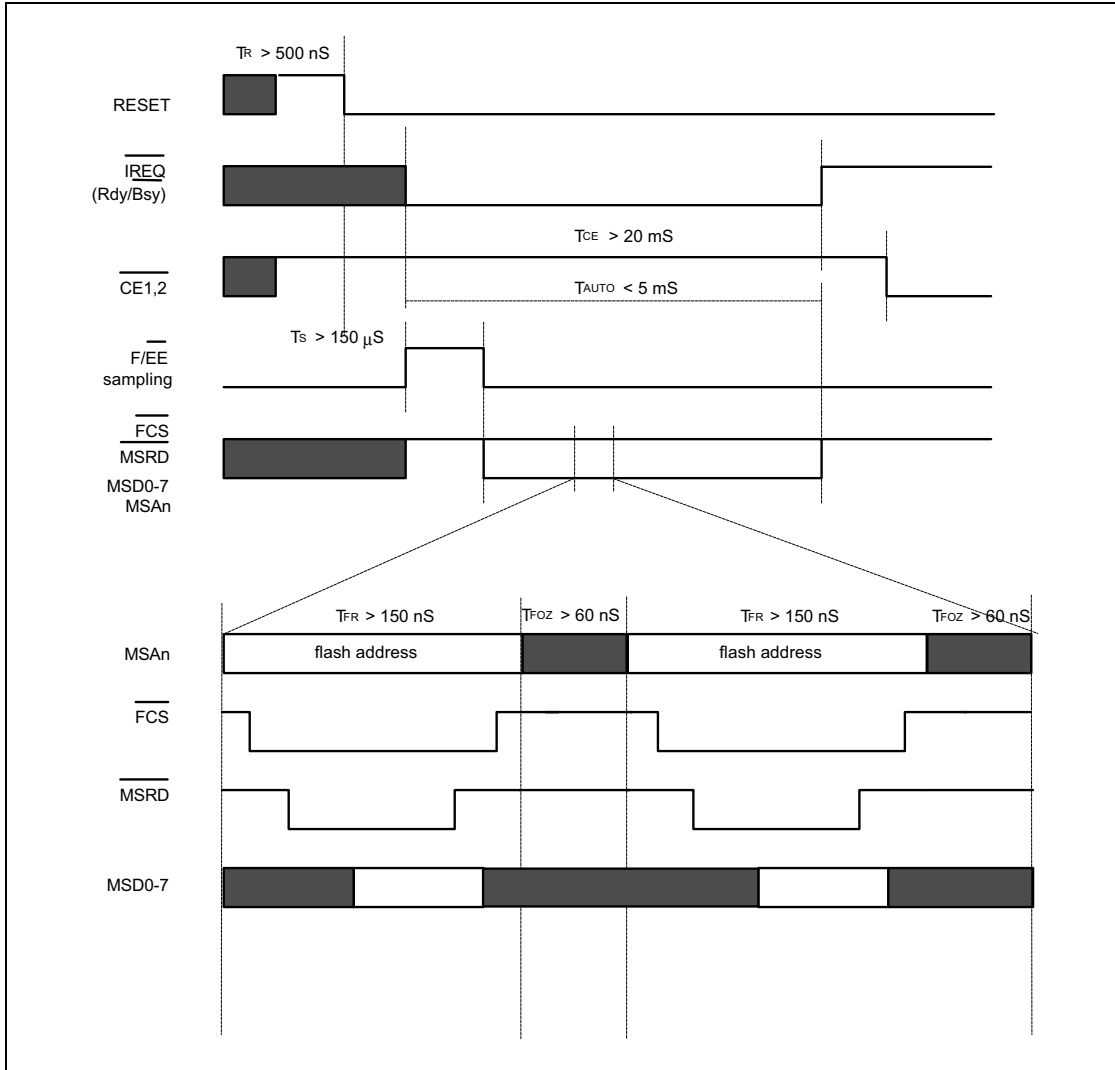 TR > 500 nS
RESET
IREQ
(Rdy/Bsy)
TCE > 20 mS
CE1,2
TAUTO < 5 mS
TS > 150 μS
F/EE
sampling
FCS
MSRD
MSD0-7
MSAn
TFR > 150 nS TFOZ > 60 nS TFR > 150 nS TFOZ > 60 nS
MSAn flash address flash address
FCS
MSRD
MSD0-7